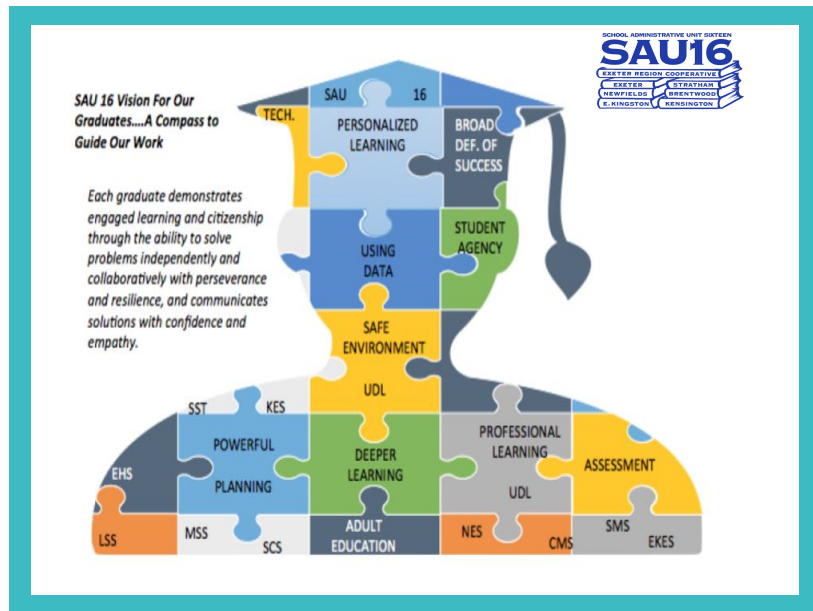 SCHOOL ADMINISTRATIVE UNIT SIXTEEN
SAU16
EXETER REGION COOPERATIVE
EXETER STRATHAM
NEWFIELDS BRENTWOOD
E. KINGSTON KENSINGTON
SAU 16 Vision For Our
Graduates....A Compass to
Guide Our Work
Each graduate demonstrates
engaged learning and citizenship
through the ability to solve
problems independently and
collaboratively with perseverance
and resilience, and communicates
solutions with confidence and
empathy.
SAU 16
TECH.
PERSONALIZED
LEARNING
BROAD
DEF. OF
SUCCESS
USING
DATA
STUDENT
AGENCY
SAFE
ENVIRONMENT
UDL
SST
KES
POWERFUL
PLANNING
DEEPER
LEARNING
PROFESSIONAL
LEARNING
UDL
ASSESSMENT
EHS
LSS
MSS
SCS
ADULT
EDUCATION
NES
CMS
SMS
EKES